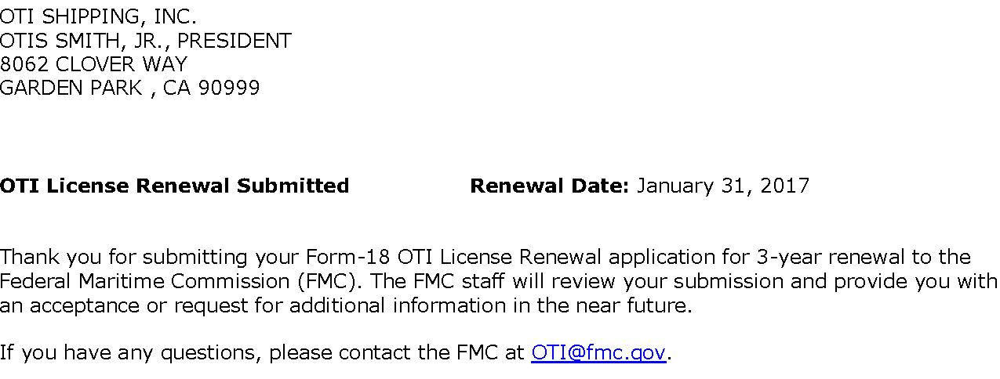 OTI SHIPPING, INC.
OTIS SMITH, JR., PRESIDENT
8062 CLOVER WAY
GARDEN PARK , CA 90999
OTI License Renewal Submitted Renewal Date: January 31, 2017
Thank you for submitting your Form-18 OTI License Renewal application for 3-year renewal to the
Federal Maritime Commission (FMC). The FMC staff will review your submission and provide you with
an acceptance or request for additional information in the near future.
If you have any questions, please contact the FMC at OTI@fmc.gov.